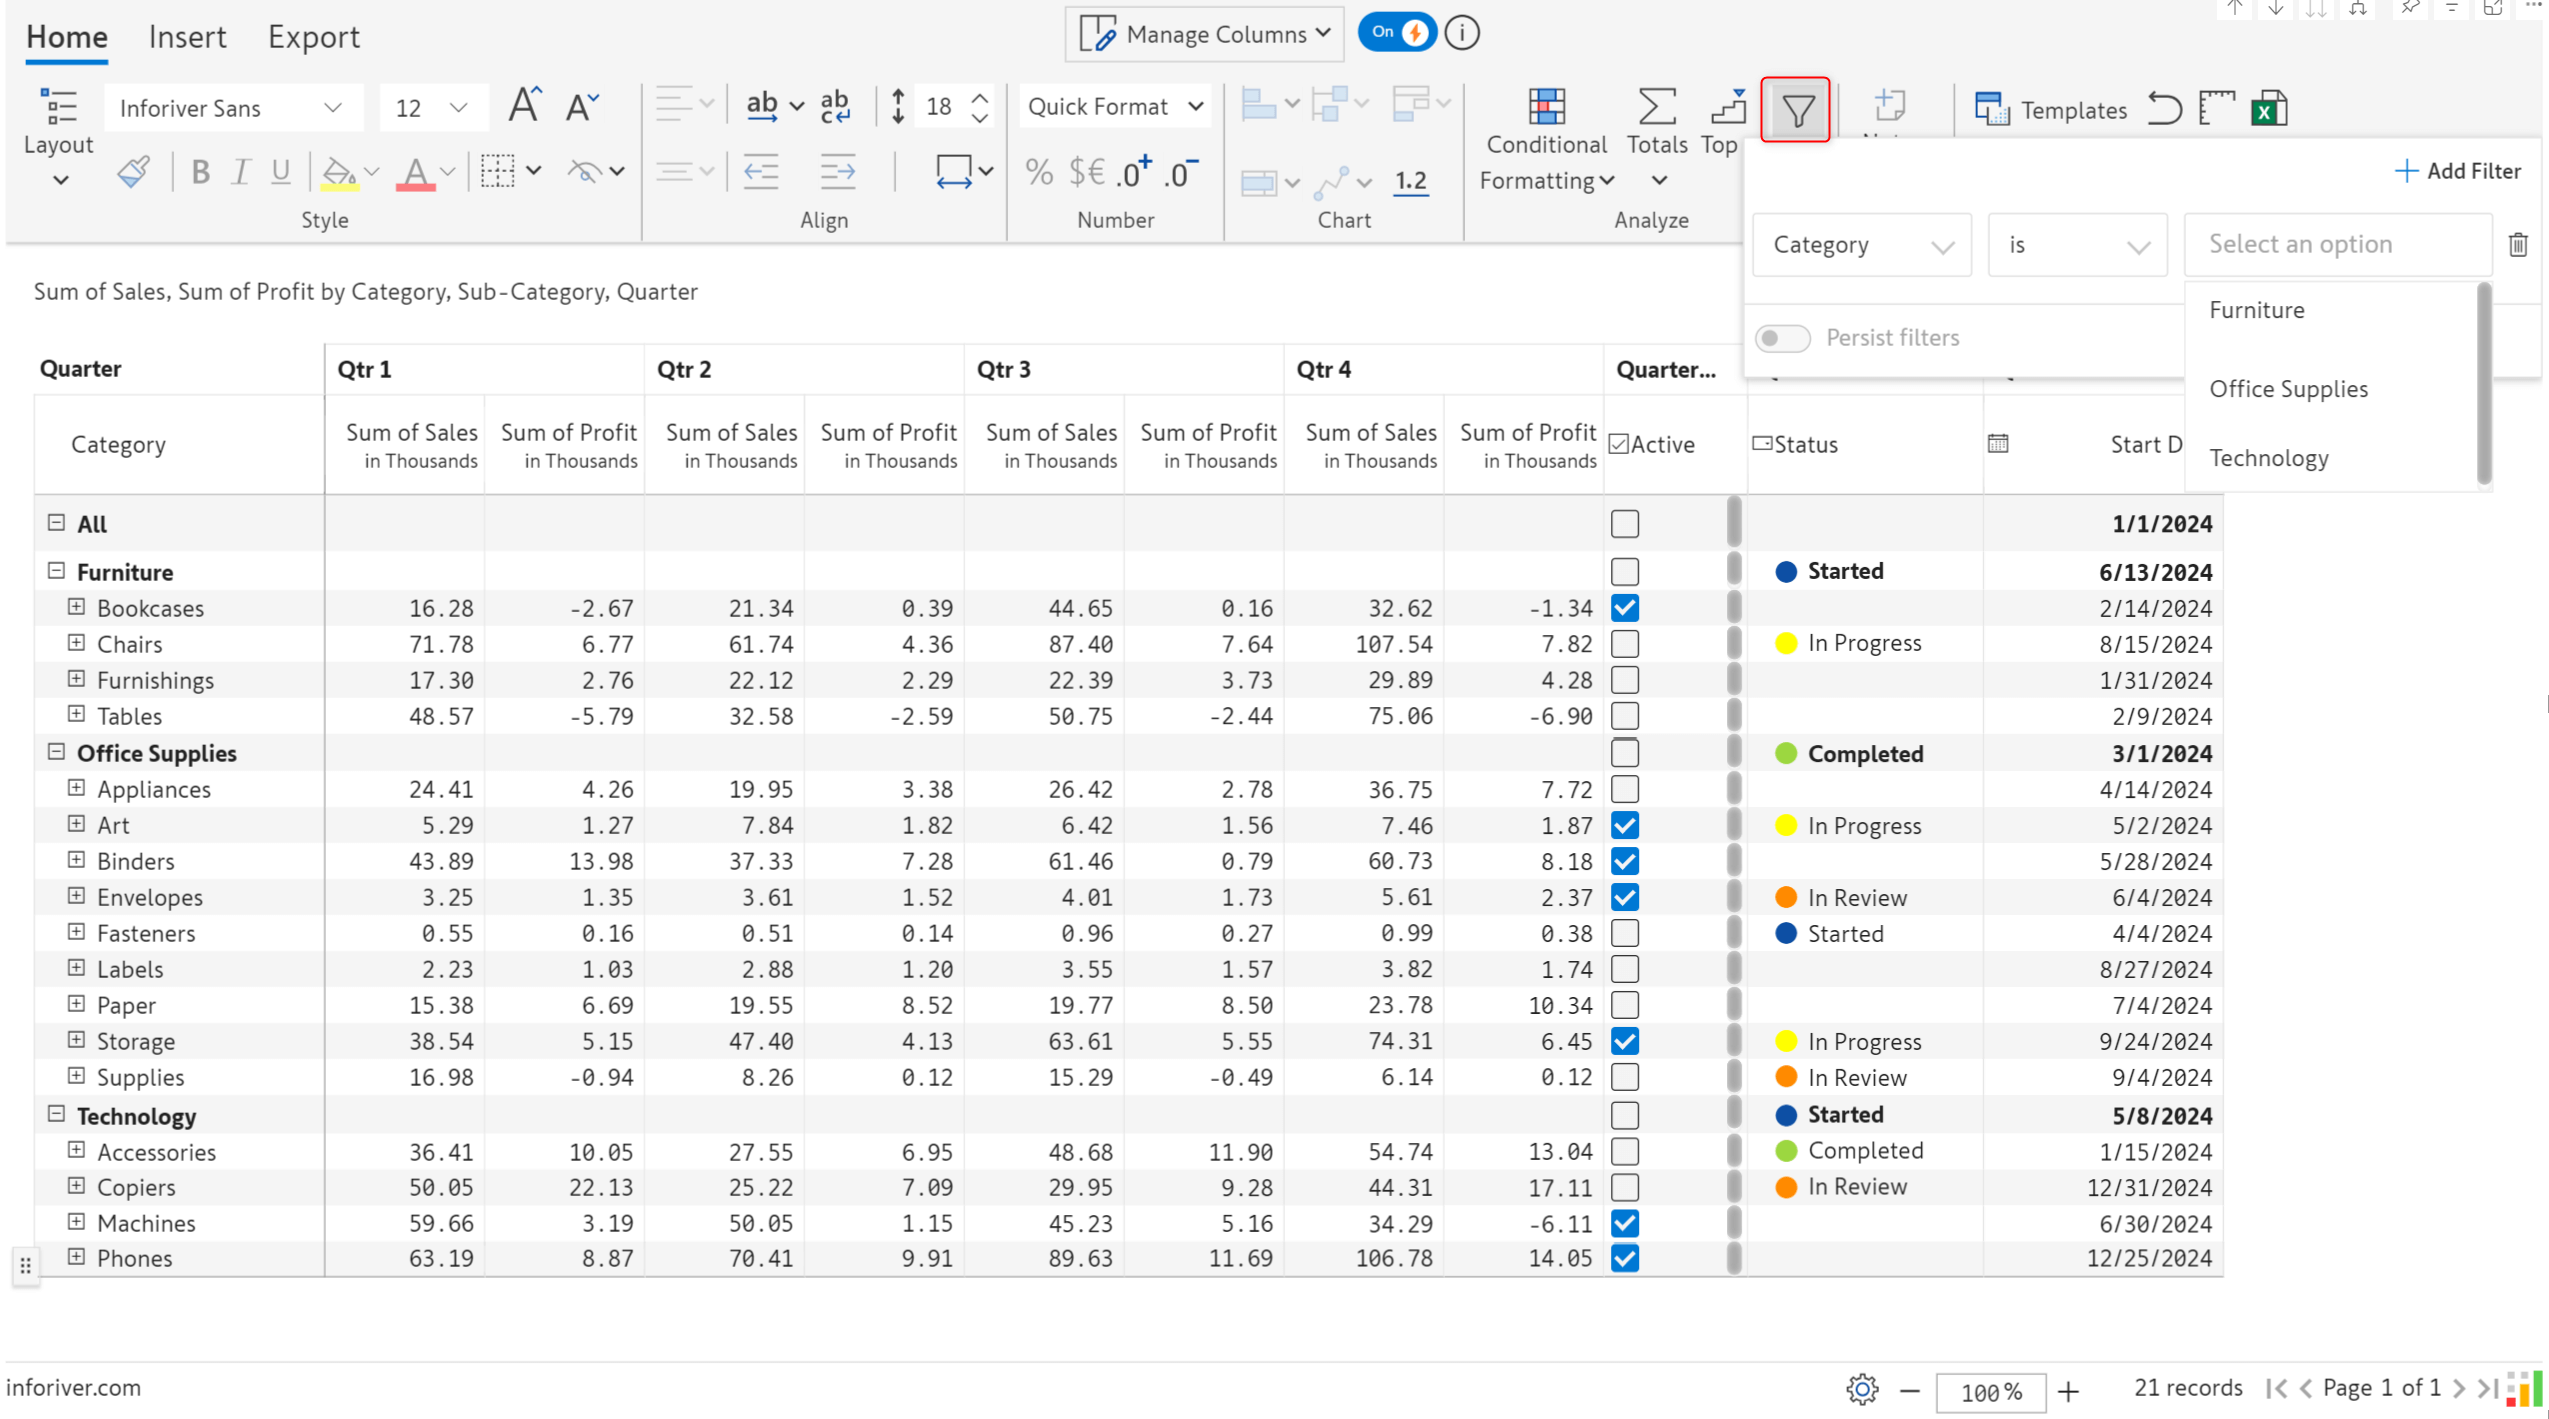 Home Insert Export
Manage Columns On
Inforiver Sans 12 18 Quick Format Templates
Layout Conditional Formatting Totals Top
B I U A % $€ .0+ .0- 1.2
Style Align Number Chart Analyze
Add Filter
Category is Select an option
Persist filters
Furniture
Office Supplies
Technology
Sum of Sales, Sum of Profit by Category, Sub-Category, Quarter
Quarter Qtr 1 Qtr 2 Qtr 3 Qtr 4 Quarter...
Category Sum of Sales Sum of Profit Sum of Sales Sum of Profit Sum of Sales Sum of Profit Sum of Sales Sum of Profit Active Status Start D
in Thousands in Thousands in Thousands in Thousands in Thousands in Thousands in Thousands in Thousands
All 1/1/2024
Furniture Started 6/13/2024
Bookcases 16.28 -2.67 21.34 0.39 44.65 0.16 32.62 -1.34 2/14/2024
Chairs 71.78 6.77 61.74 4.36 87.40 7.64 107.54 7.82 In Progress 8/15/2024
Furnishings 17.30 2.76 22.12 2.29 22.39 3.73 29.89 4.28 1/31/2024
Tables 48.57 -5.79 32.58 -2.59 50.75 -2.44 75.06 -6.90 2/9/2024
Office Supplies Completed 3/1/2024
Appliances 24.41 4.26 19.95 3.38 26.42 2.78 36.75 7.72 4/14/2024
Art 5.29 1.27 7.84 1.82 6.42 1.56 7.46 1.87 In Progress 5/2/2024
Binders 43.89 13.98 37.33 7.28 61.46 0.79 60.73 8.18 5/28/2024
Envelopes 3.25 1.35 3.61 1.52 4.01 1.73 5.61 2.37 In Review 6/4/2024
Fasteners 0.55 0.16 0.51 0.14 0.96 0.27 0.99 0.38 Started 4/4/2024
Labels 2.23 1.03 2.88 1.20 3.55 1.57 3.82 1.74 8/27/2024
Paper 15.38 6.69 19.55 8.52 19.77 8.50 23.78 10.34 7/4/2024
Storage 38.54 5.15 47.40 4.13 63.61 5.55 74.31 6.45 In Progress 9/24/2024
Supplies 16.98 -0.94 8.26 0.12 15.29 -0.49 6.14 0.12 In Review 9/4/2024
Technology Started 5/8/2024
Accessories 36.41 10.05 27.55 6.95 48.68 11.90 54.74 13.04 Completed 1/15/2024
Copiers 50.05 22.13 25.22 7.09 29.95 9.28 44.31 17.11 In Review 12/31/2024
Machines 59.66 3.19 50.05 1.15 45.23 5.16 34.29 -6.11 6/30/2024
Phones 63.19 8.87 70.41 9.91 89.63 11.69 106.78 14.05 12/25/2024
inforiver.com 100 % 21 records Page 1 of 1